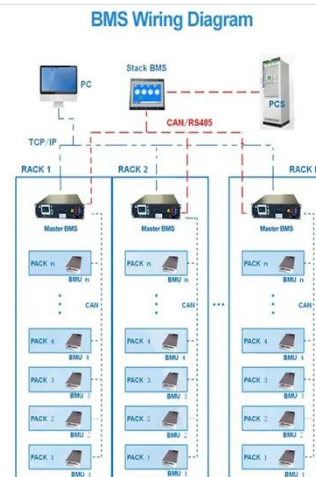 BMS Wiring Diagram
PC
Stack BMS
PCS
CAN/RS485
TCP/IP
RACK 1
RACK 2
RACK
Master BMS
Master BMS
Master BMS
PACK n
BMU n
PACK n
BMU n
PACK n
BMU n
CAN
CAN
CAN
PACK 4
BMU 4
PACK 4
BMU 4
PACK 4
BMU 4
PACK 3
BMU 3
PACK 3
BMU 3
PACK 3
BMU 3
PACK 2
BMU 2
PACK 2
BMU 2
PACK 2
BMU 2
PACK 1
BMU 1
PACK 1
BMU 1
PACK 1
BMU 1